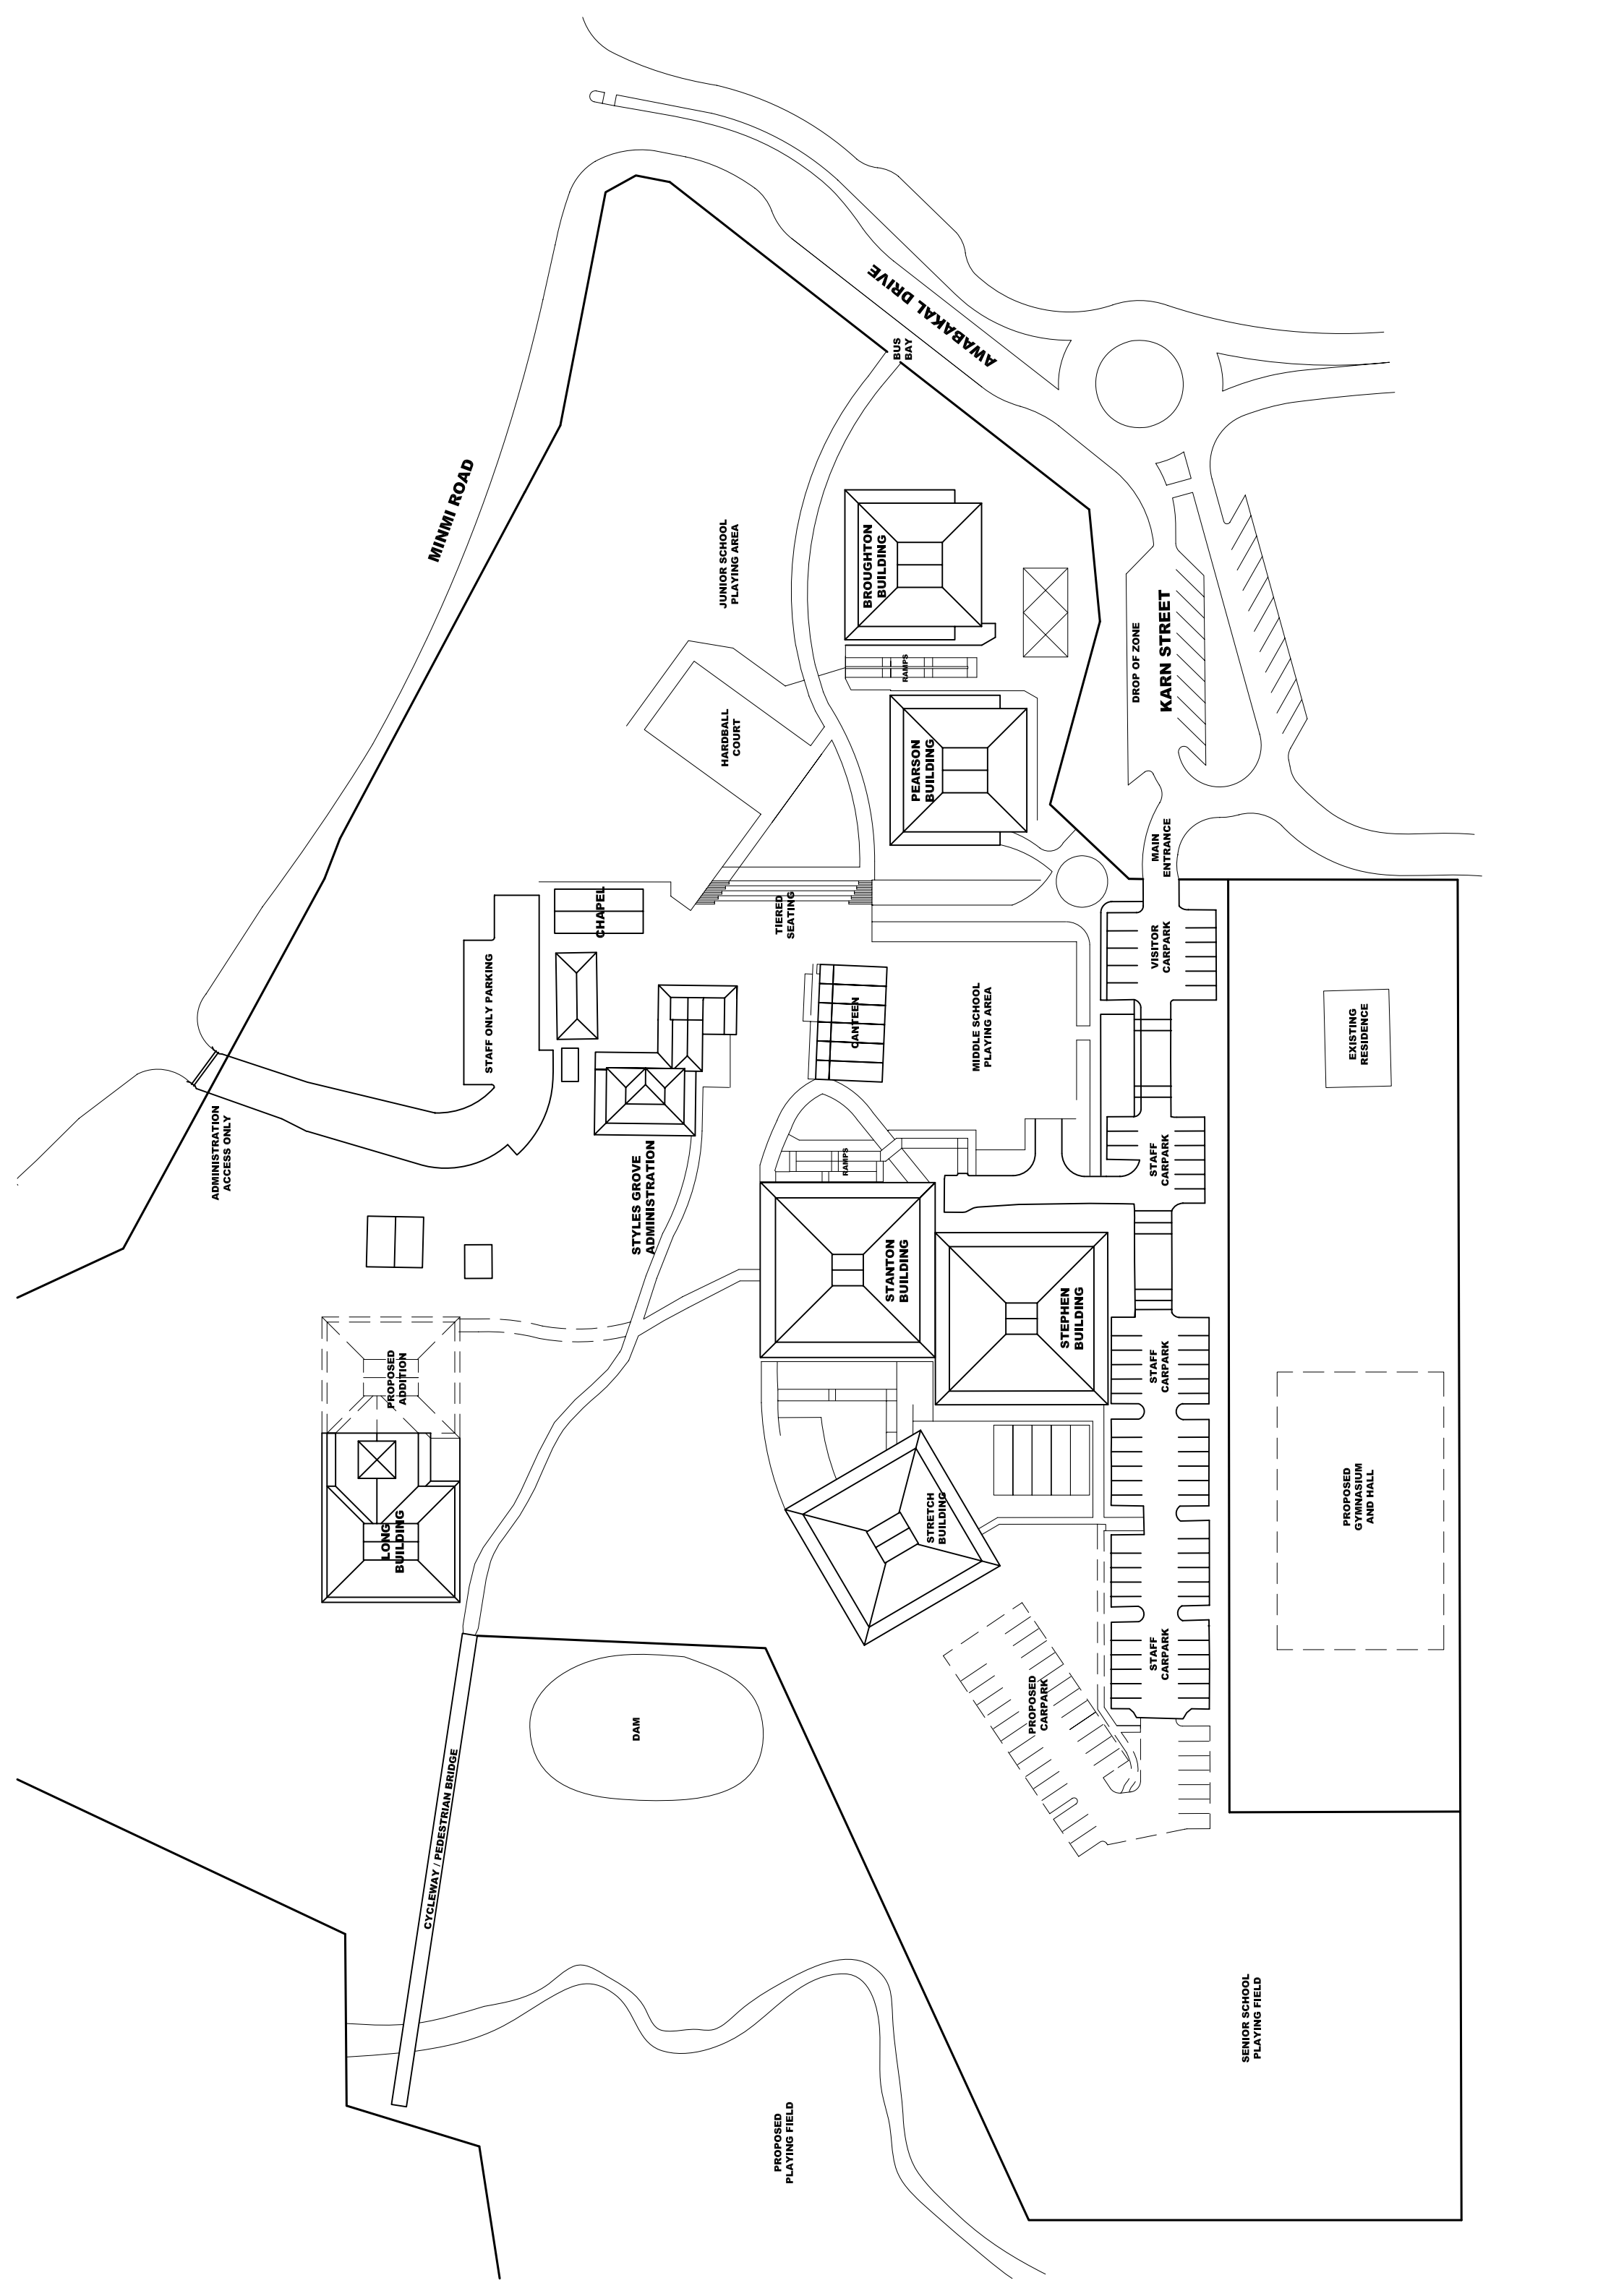 AWABAKAL DRIVE
BUS
BAY
MINMI ROAD
JUNIOR SCHOOL
PLAYING AREA
BROUGHTON
BUILDING
RAMPS
DROP OF ZONE
KARN STREET
HARDBALL
COURT
PEARSON
BUILDING
MAIN
ENTRANCE
CHAPEL
TIERED
SEATING
VISITOR
CARPARK
STAFF ONLY PARKING
CANTEEN
MIDDLE SCHOOL
PLAYING AREA
EXISTING
RESIDENCE
ADMINISTRATION
ACCESS ONLY
STYLES GROVE
ADMINISTRATION
RAMPS
STAFF
CARPARK
STANTON
BUILDING
STEPHEN
BUILDING
STAFF
CARPARK
PROPOSED
ADDITION
LONG
BUILDING
STRETCH
BUILDING
PROPOSED
GYMNASIUM
AND HALL
STAFF
CARPARK
PROPOSED
CARPARK
DAM
CYCLEWAY / PEDESTRIAN BRIDGE
SENIOR SCHOOL
PLAYING FIELD
PROPOSED
PLAYING FIELD